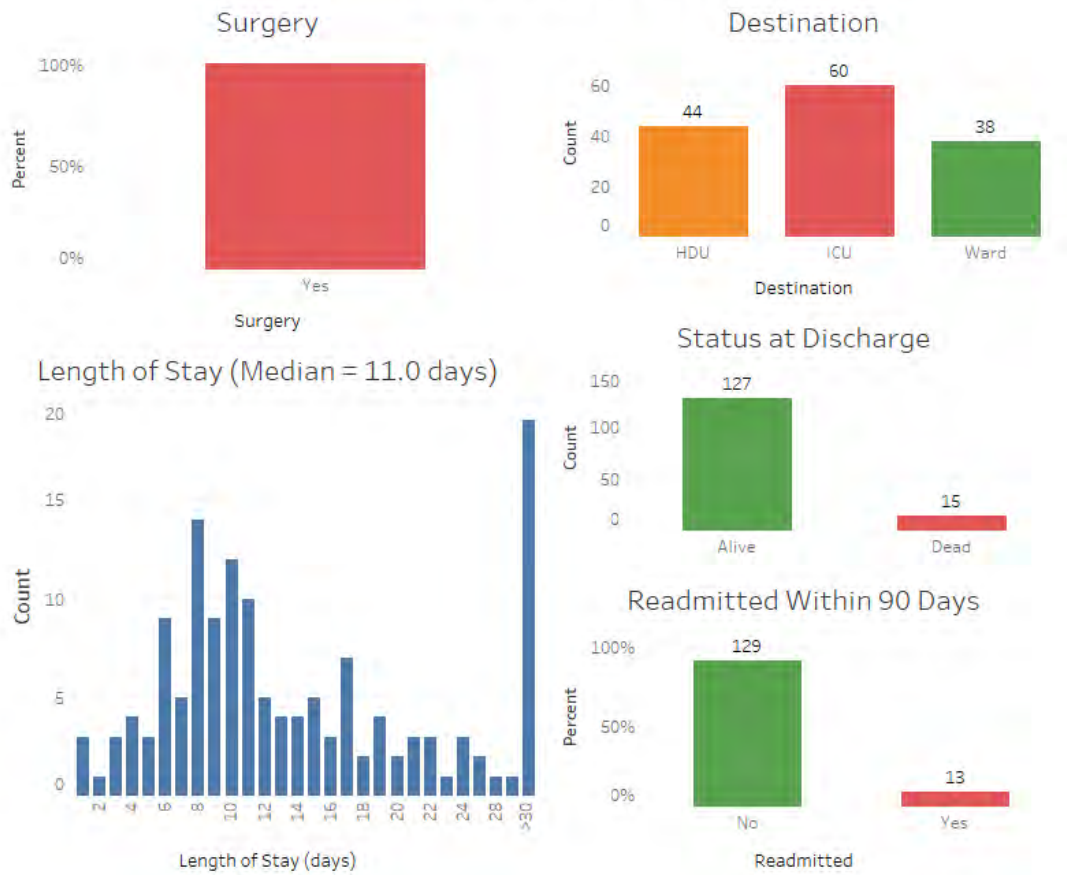 Surgery
100%
50%
0%
Percent
Yes
Surgery
Destination
60
40
20
0
Count
44
60
38
HDU
ICU
Ward
Destination
Length of Stay (Median = 11.0 days)
20
15
10
5
0
Count
2
4
6
8
10
12
14
16
18
20
22
24
28
>30
Length of Stay (days)
Status at Discharge
150
100
50
0
Count
127
15
Alive
Dead
Readmitted Within 90 Days
100%
50%
0%
Percent
129
13
No
Yes
Readmitted